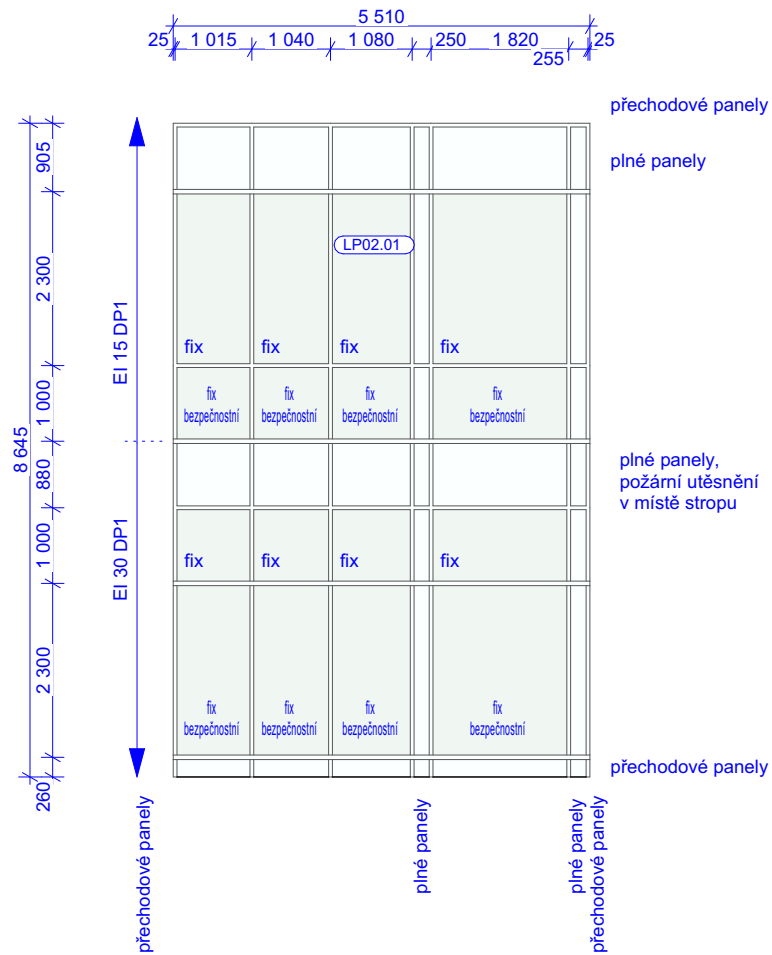 5 510
25 1 015 1 040 1 080 250 1 820 25
255
přechodové panely
plné panely
905
2 300
1 000
880
1 000
2 300
260
8 645
EI 15 DP1
EI 30 DP1
LP02.01
fix fix fix fix
fix fix fix fix
bezpečnostní bezpečnostní bezpečnostní bezpečnostní
plné panely,
požární utěsnění
v místě stropu
fix fix fix fix
fix fix fix fix
bezpečnostní bezpečnostní bezpečnostní bezpečnostní
přechodové panely
přechodové panely
plné panely
plné panely
přechodové panely